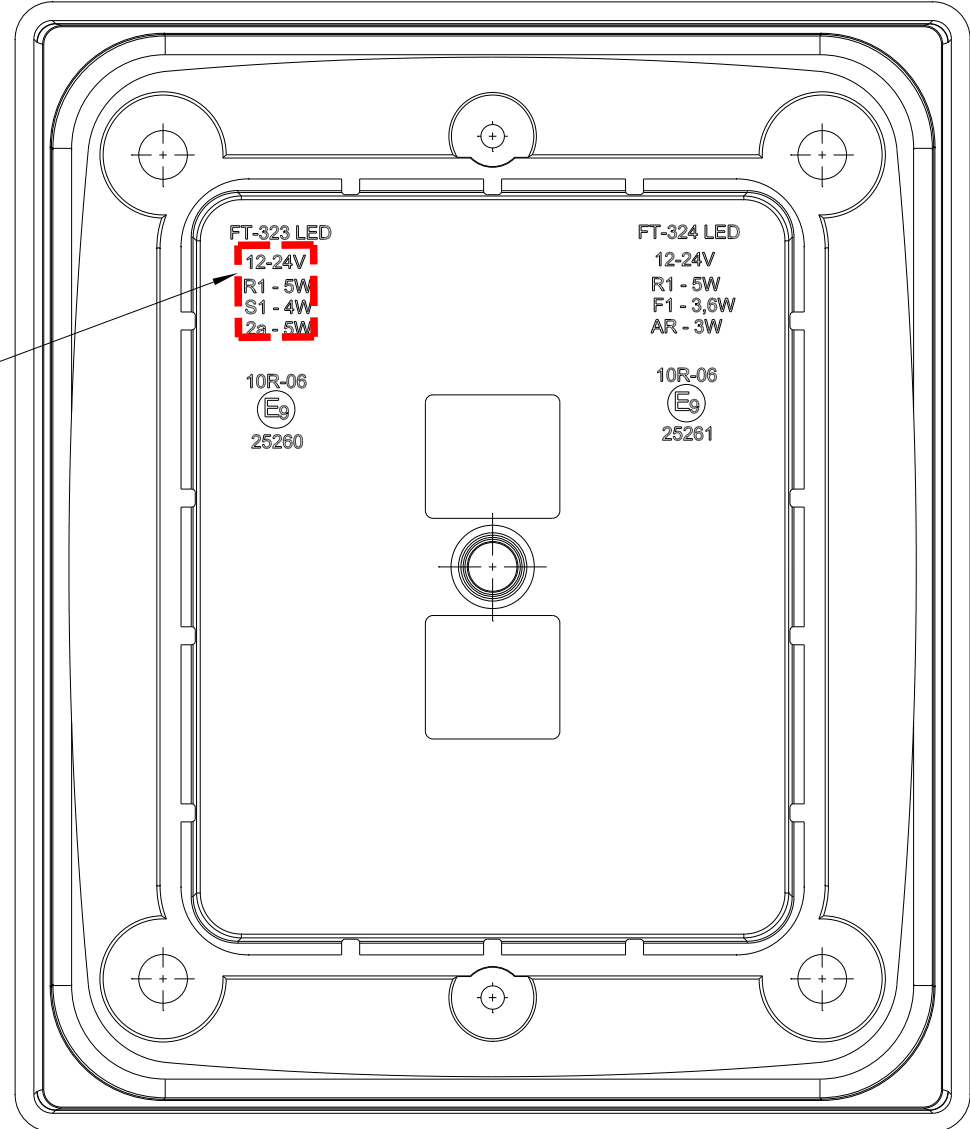 FT-323 LED
12-24V
R1 - 5W
S1 - 4W
2a - 5W
10R-06
E9
25260
FT-324 LED
12-24V
R1 - 5W
F1 - 3,6W
AR - 3W
10R-06
E9
25261